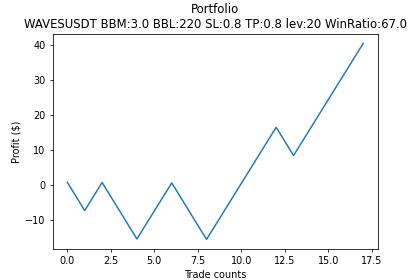 Portfolio
WAVESUSDT BBM:3.0 BBL:220 SL:0.8 TP:0.8 lev:20 WinRatio:67.0
Profit ($)
40
30
20
10
0
−10
0.0 2.5 5.0 7.5 10.0 12.5 15.0 17.5
Trade counts